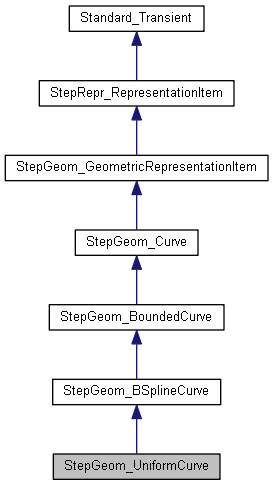 Standard_Transient
StepRepr_RepresentationItem
StepGeom_GeometricRepresentationItem
StepGeom_Curve
StepGeom_BoundedCurve
StepGeom_BSplineCurve
StepGeom_UniformCurve